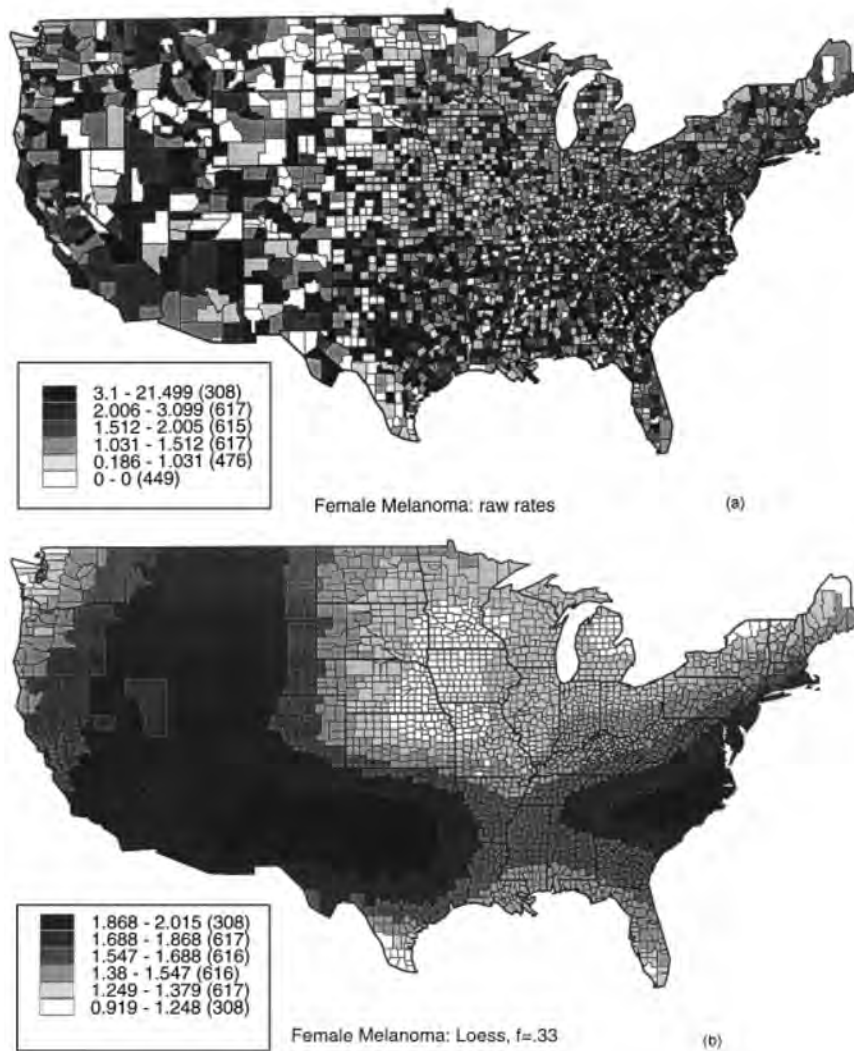 3.1 - 21.499 (308)
2.006 - 3.099 (617)
1.512 - 2.005 (615)
1.031 - 1.512 (617)
0.186 - 1.031 (476)
0 - 0 (449)
Female Melanoma: raw rates
(a)
1.868 - 2.015 (308)
1.688 - 1.868 (617)
1.547 - 1.688 (616)
1.38 - 1.547 (616)
1.249 - 1.379 (617)
0.919 - 1.248 (308)
Female Melanoma: Loess, f=.33
(b)